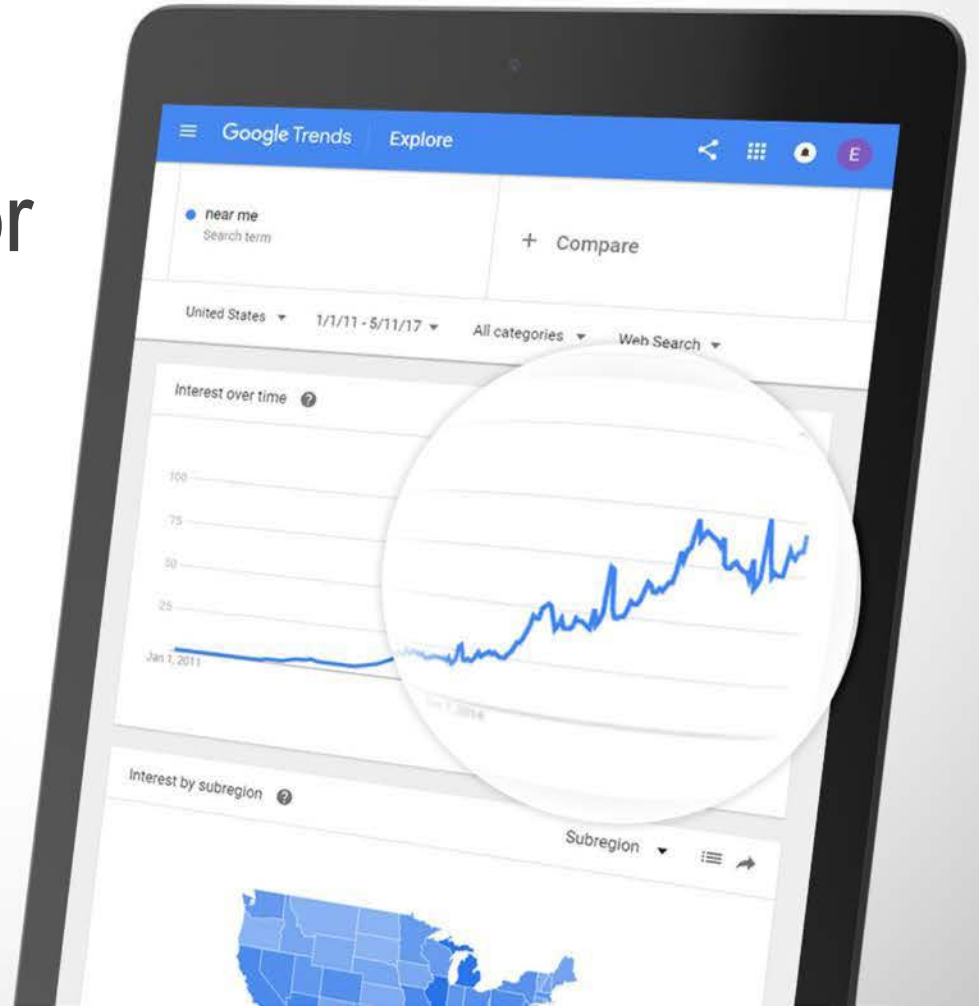 or
Google Trends Explore
E
near me
Search term
+ Compare
United States 1/1/11 - 5/11/17 All categories Web Search
Interest over time ?
100
75
50
25
Jan 1, 2011
2014
Interest by subregion ?
Subregion